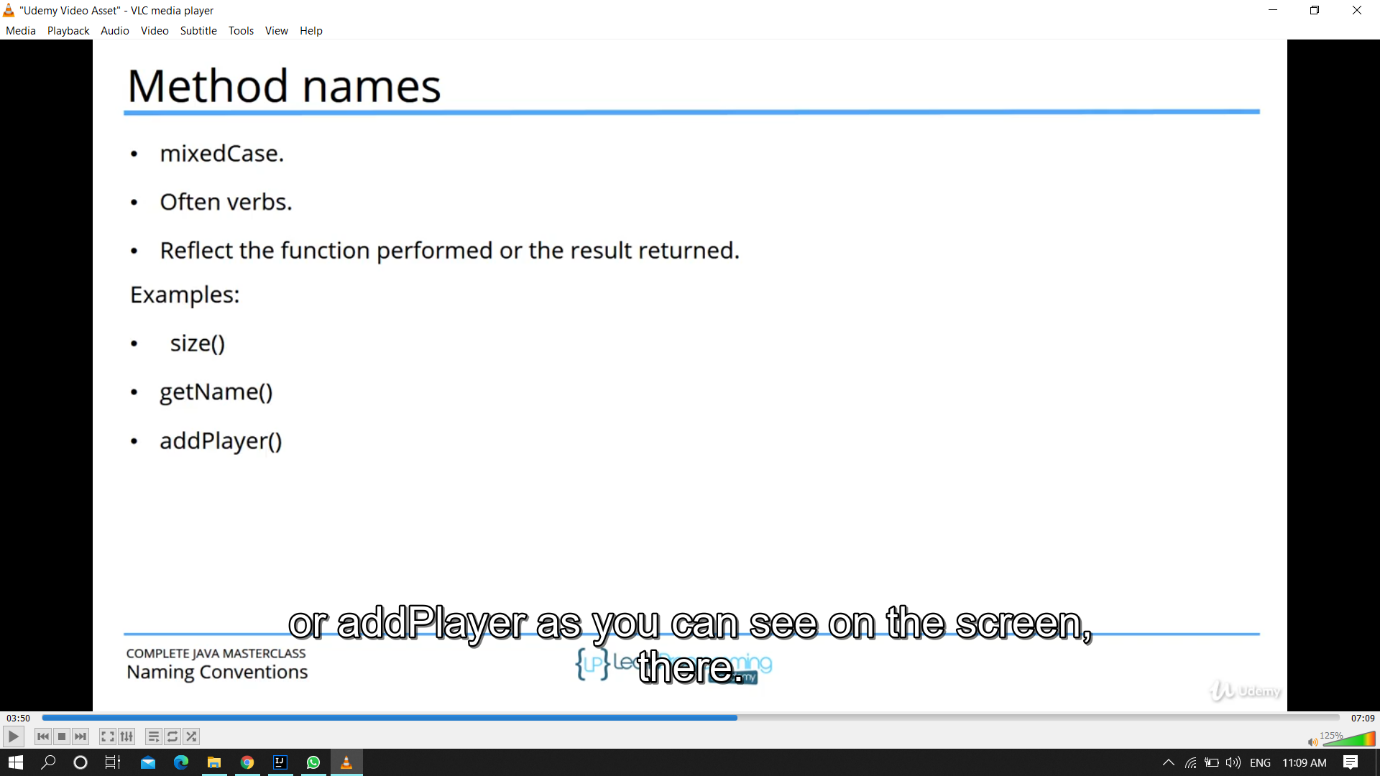 "Udemy Video Asset" - VLC media player
Media Playback Audio Video Subtitle Tools View Help
Method names
• mixedCase.
• Often verbs.
• Reflect the function performed or the result returned.
Examples:
• size()
• getName()
• addPlayer()
or addPlayer as you can see on the screen,
there.
COMPLETE JAVA MASTERCLASS
Naming Conventions
{LP}
Udemy
03:50
07:09
125%
ENG 11:09 AM